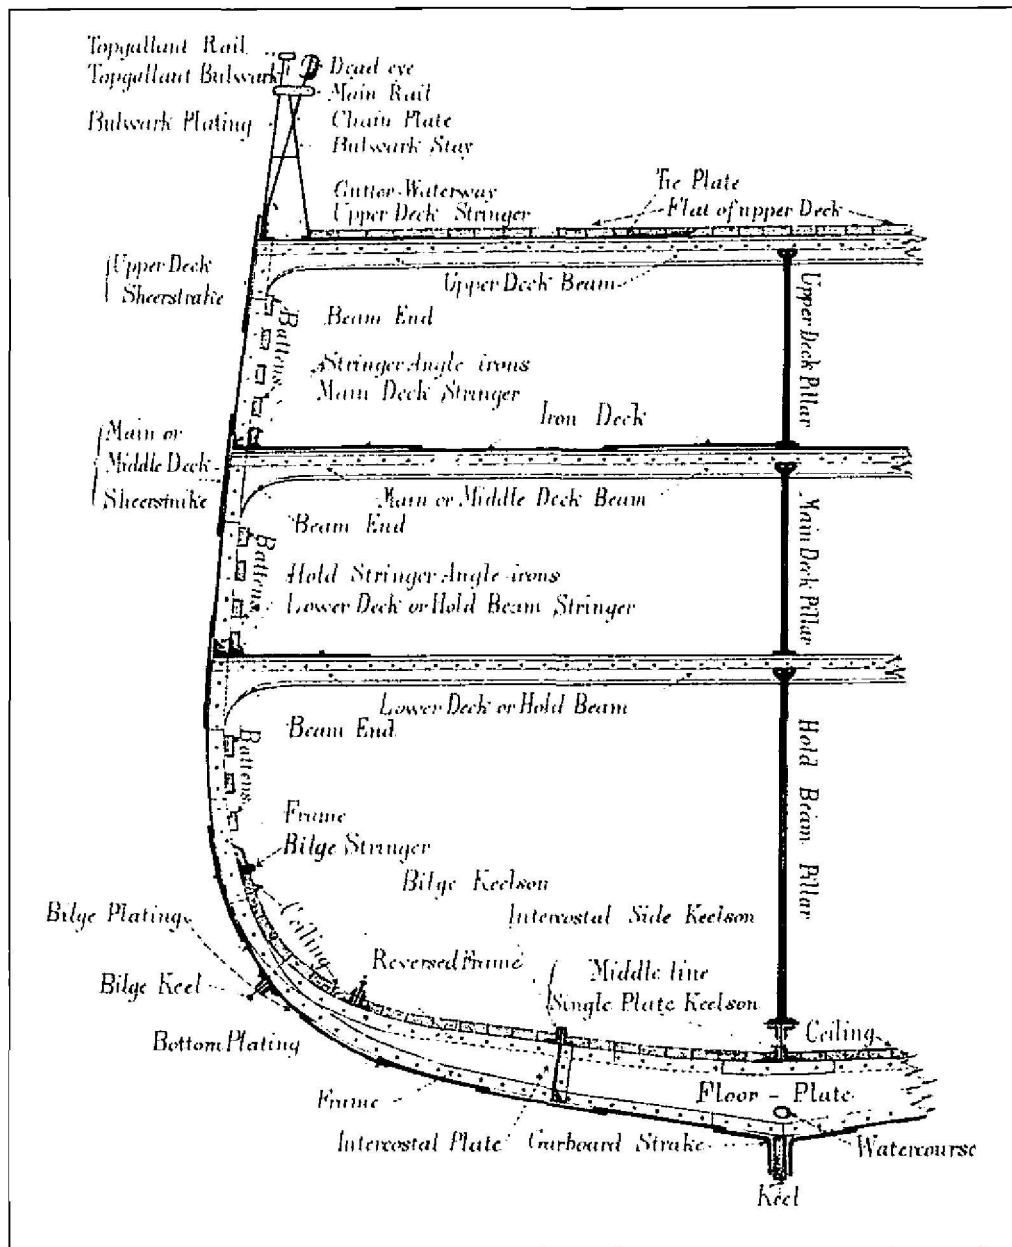 Topgallant Rail
Topgallant Bulwark
Dead eye
Main Rail
Bulwark Plating
Chain Plate
Bulwark Stay
Gutter-Waterway
Upper Deck Stringer
Tie Plate
Flat of upper Deck
Upper Deck
Sheerstrake
Upper Deck Beam
Upper Deck Pillar
Battens
Beam End
Stringer Angle-irons
Main Deck Stringer
Iron Deck
Main or
Middle Deck
Sheerstrake
Main or Middle Deck Beam
Main Deck Pillar
Beam End
Battens
Hold Stringer Angle-irons
Lower Deck or Hold Beam Stringer
Lower Deck or Hold Beam
Hold Beam Pillar
Beam End
Battens
Frame
Bilge Stringer
Bilge Keelson
Intercostal Side Keelson
Bilge Plating
Ceiling
Reversed Frame
Middle line
Single Plate Keelson
Bilge Keel
Bottom Plating
Ceiling
Frame
Floor - Plate
Intercostal Plate
Garboard Strake
Watercourse
Keel